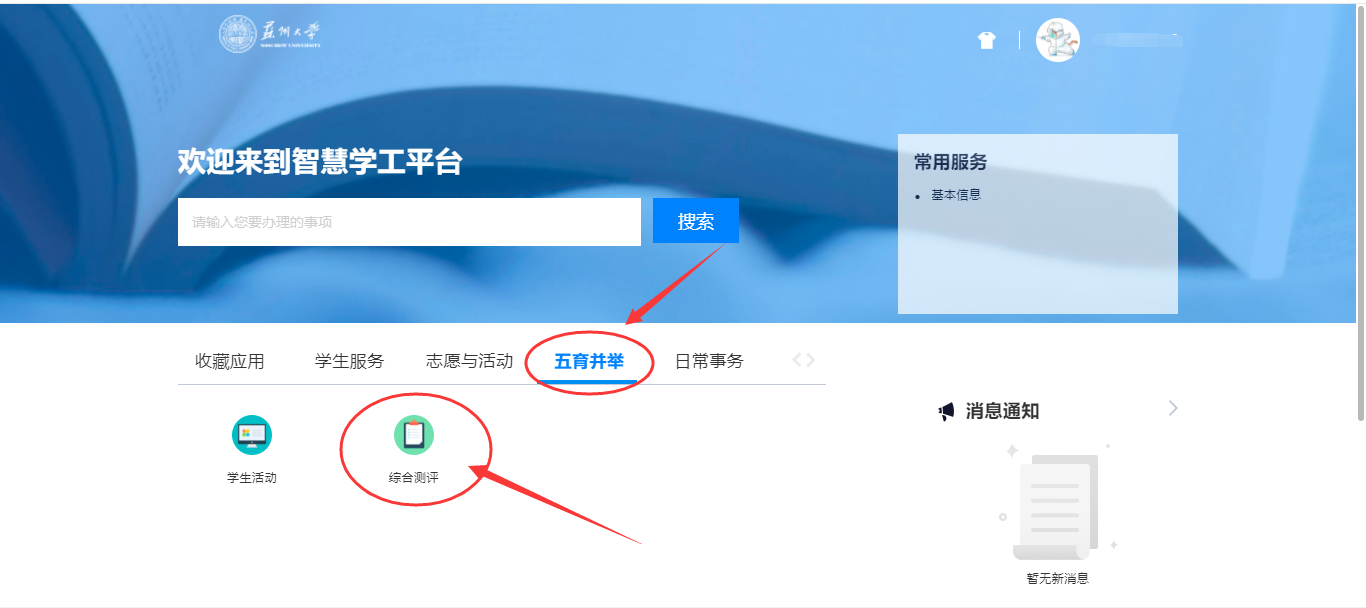 蘇州大学
SOOCHOW UNIVERSITY
欢迎来到智慧学工平台
请输入您要办理的事项
搜索
常用服务
基本信息
收藏应用
学生服务
志愿与活动
五育并举
日常事务
学生活动
综合测评
消息通知
暂无新消息